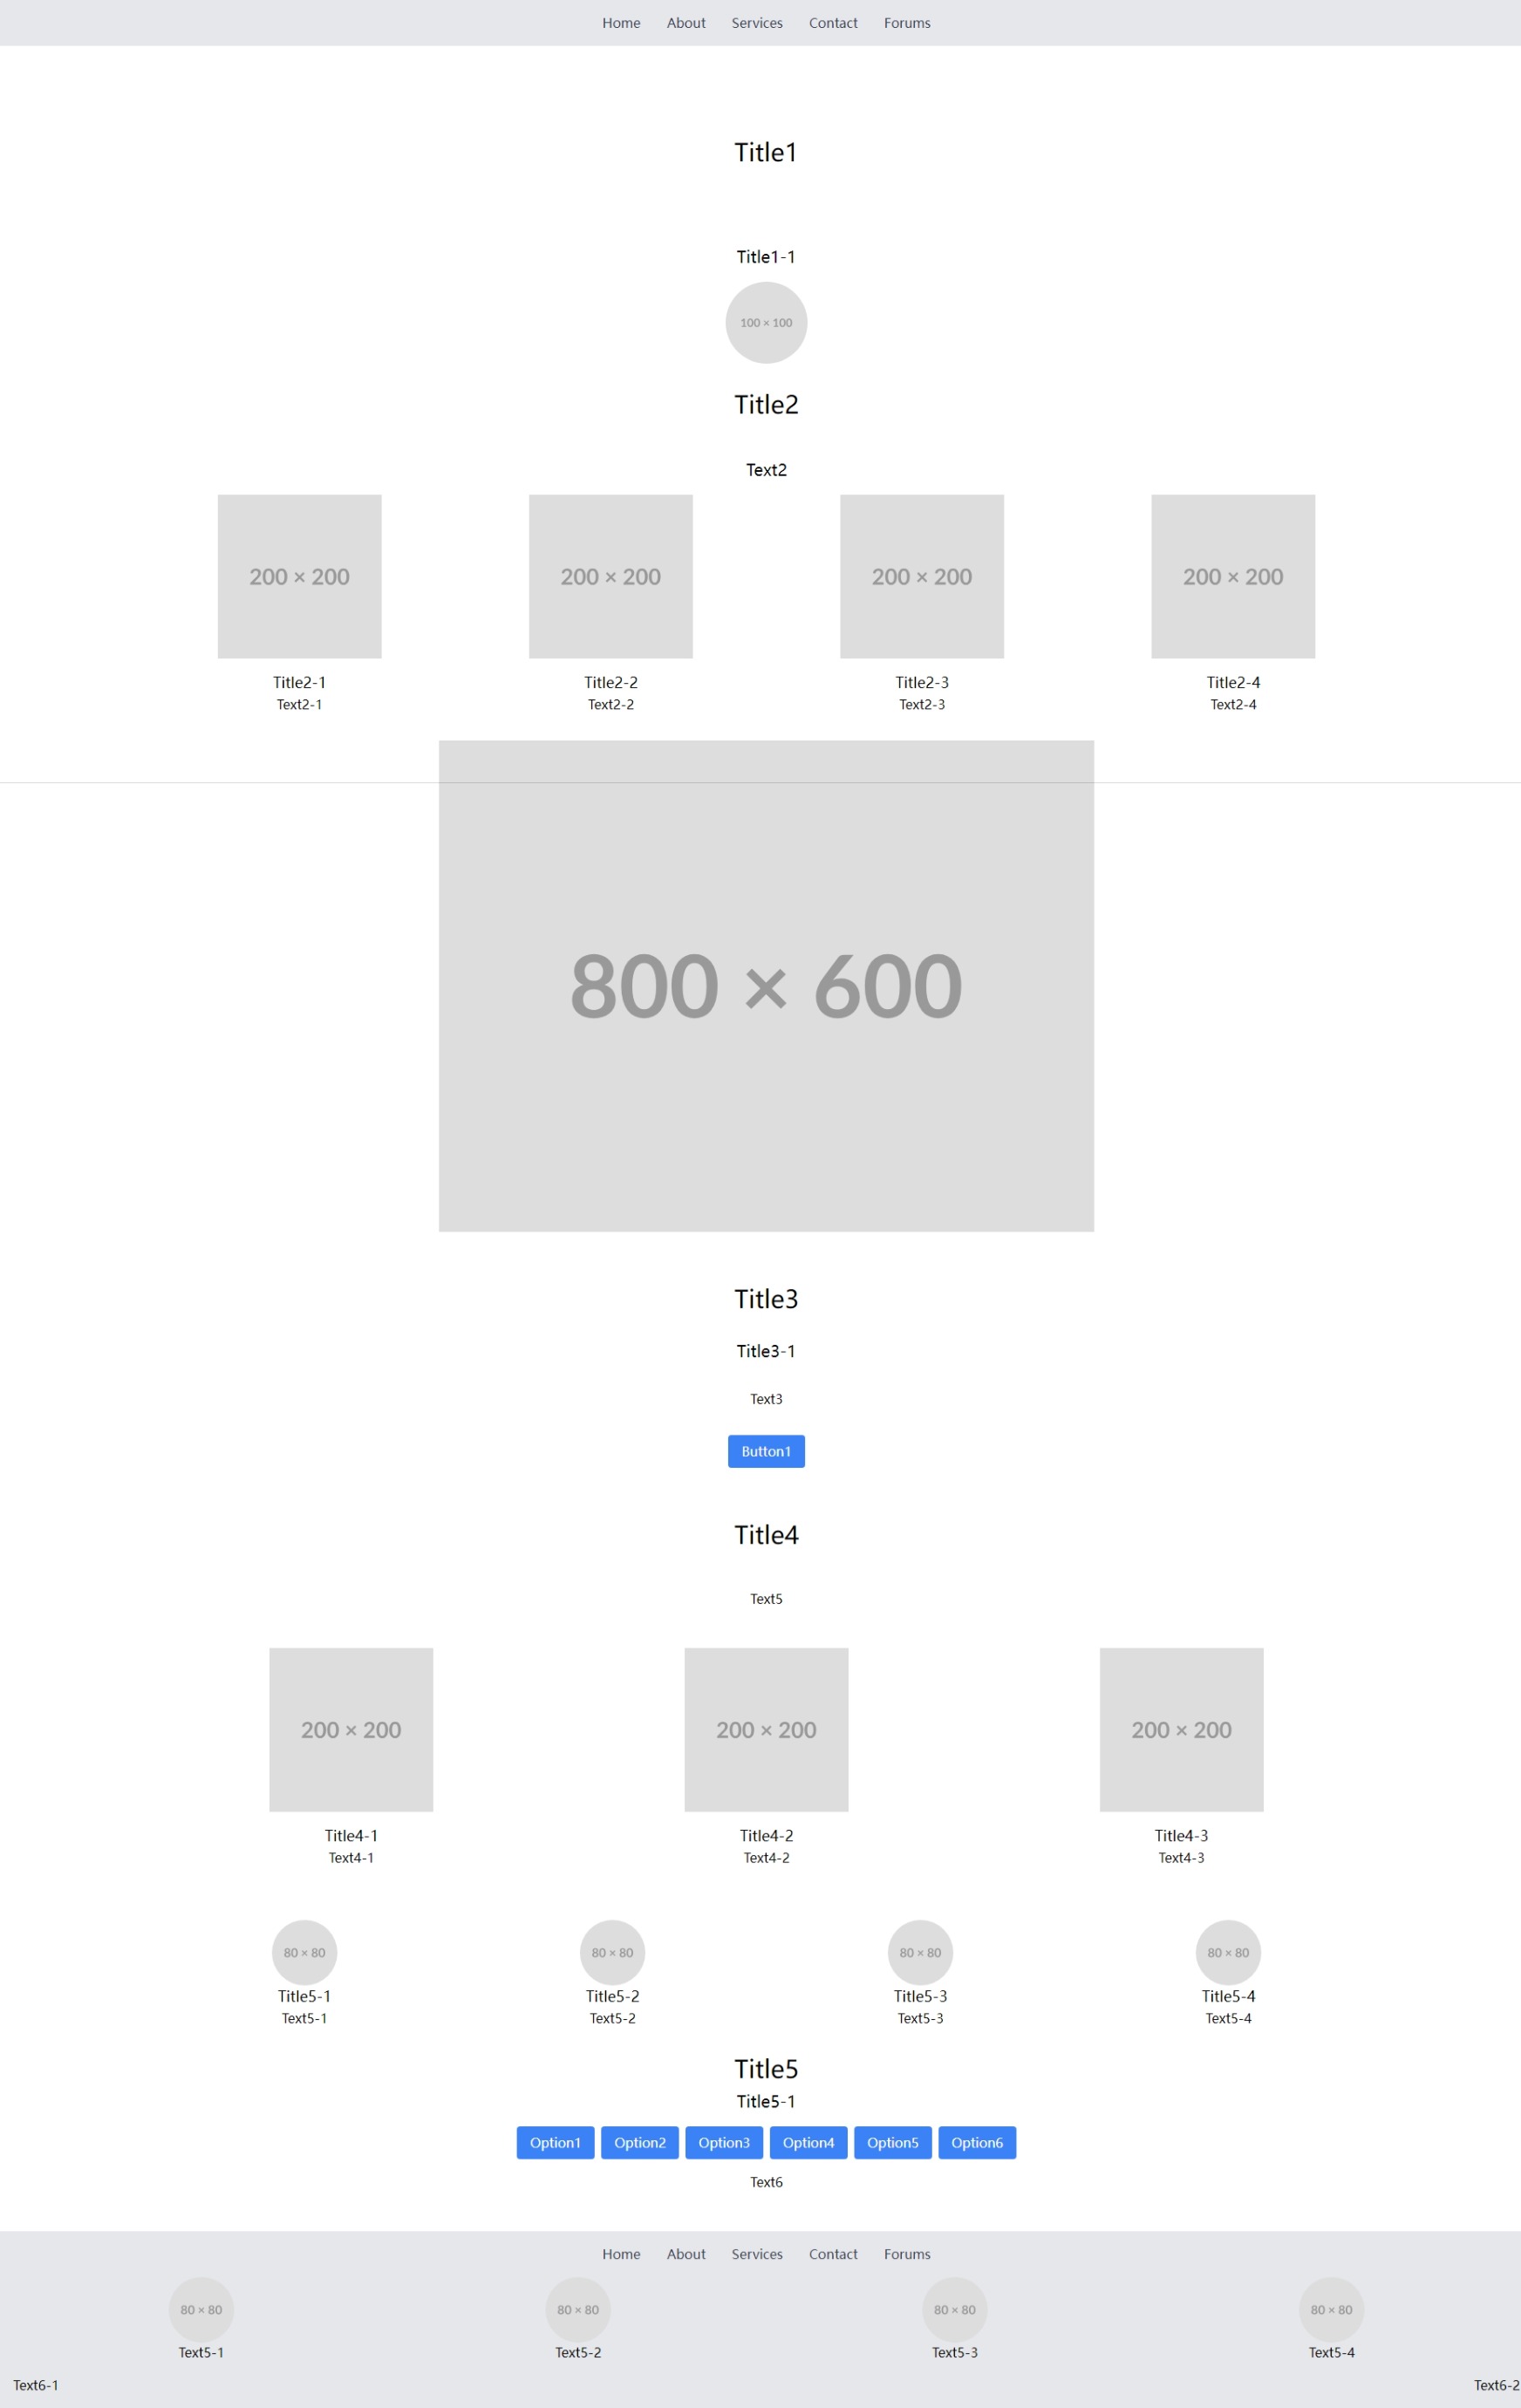 Home About Services Contact Forums
Title1
Title1-1
100 × 100
Title2
Text2
200 × 200 200 × 200 200 × 200 200 × 200
Title2-1 Title2-2 Title2-3 Title2-4
Text2-1 Text2-2 Text2-3 Text2-4
800 × 600
Title3
Title3-1
Text3
Button1
Title4
Text5
200 × 200 200 × 200 200 × 200
Title4-1 Title4-2 Title4-3
Text4-1 Text4-2 Text4-3
80 × 80 80 × 80 80 × 80 80 × 80
Title5-1 Title5-2 Title5-3 Title5-4
Text5-1 Text5-2 Text5-3 Text5-4
Title5
Title5-1
Option1 Option2 Option3 Option4 Option5 Option6
Text6
Home About Services Contact Forums
80 × 80 80 × 80 80 × 80 80 × 80
Text5-1 Text5-2 Text5-3 Text5-4
Text6-1 Text6-2